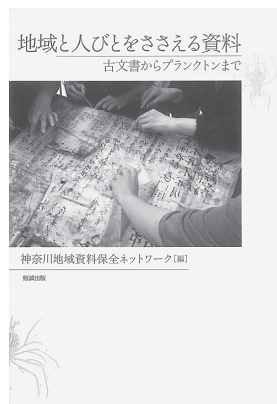 地域と人びとをささえる資料
古文書からプランクトンまで
神奈川地域資料保全ネットワーク[編]
勉誠出版